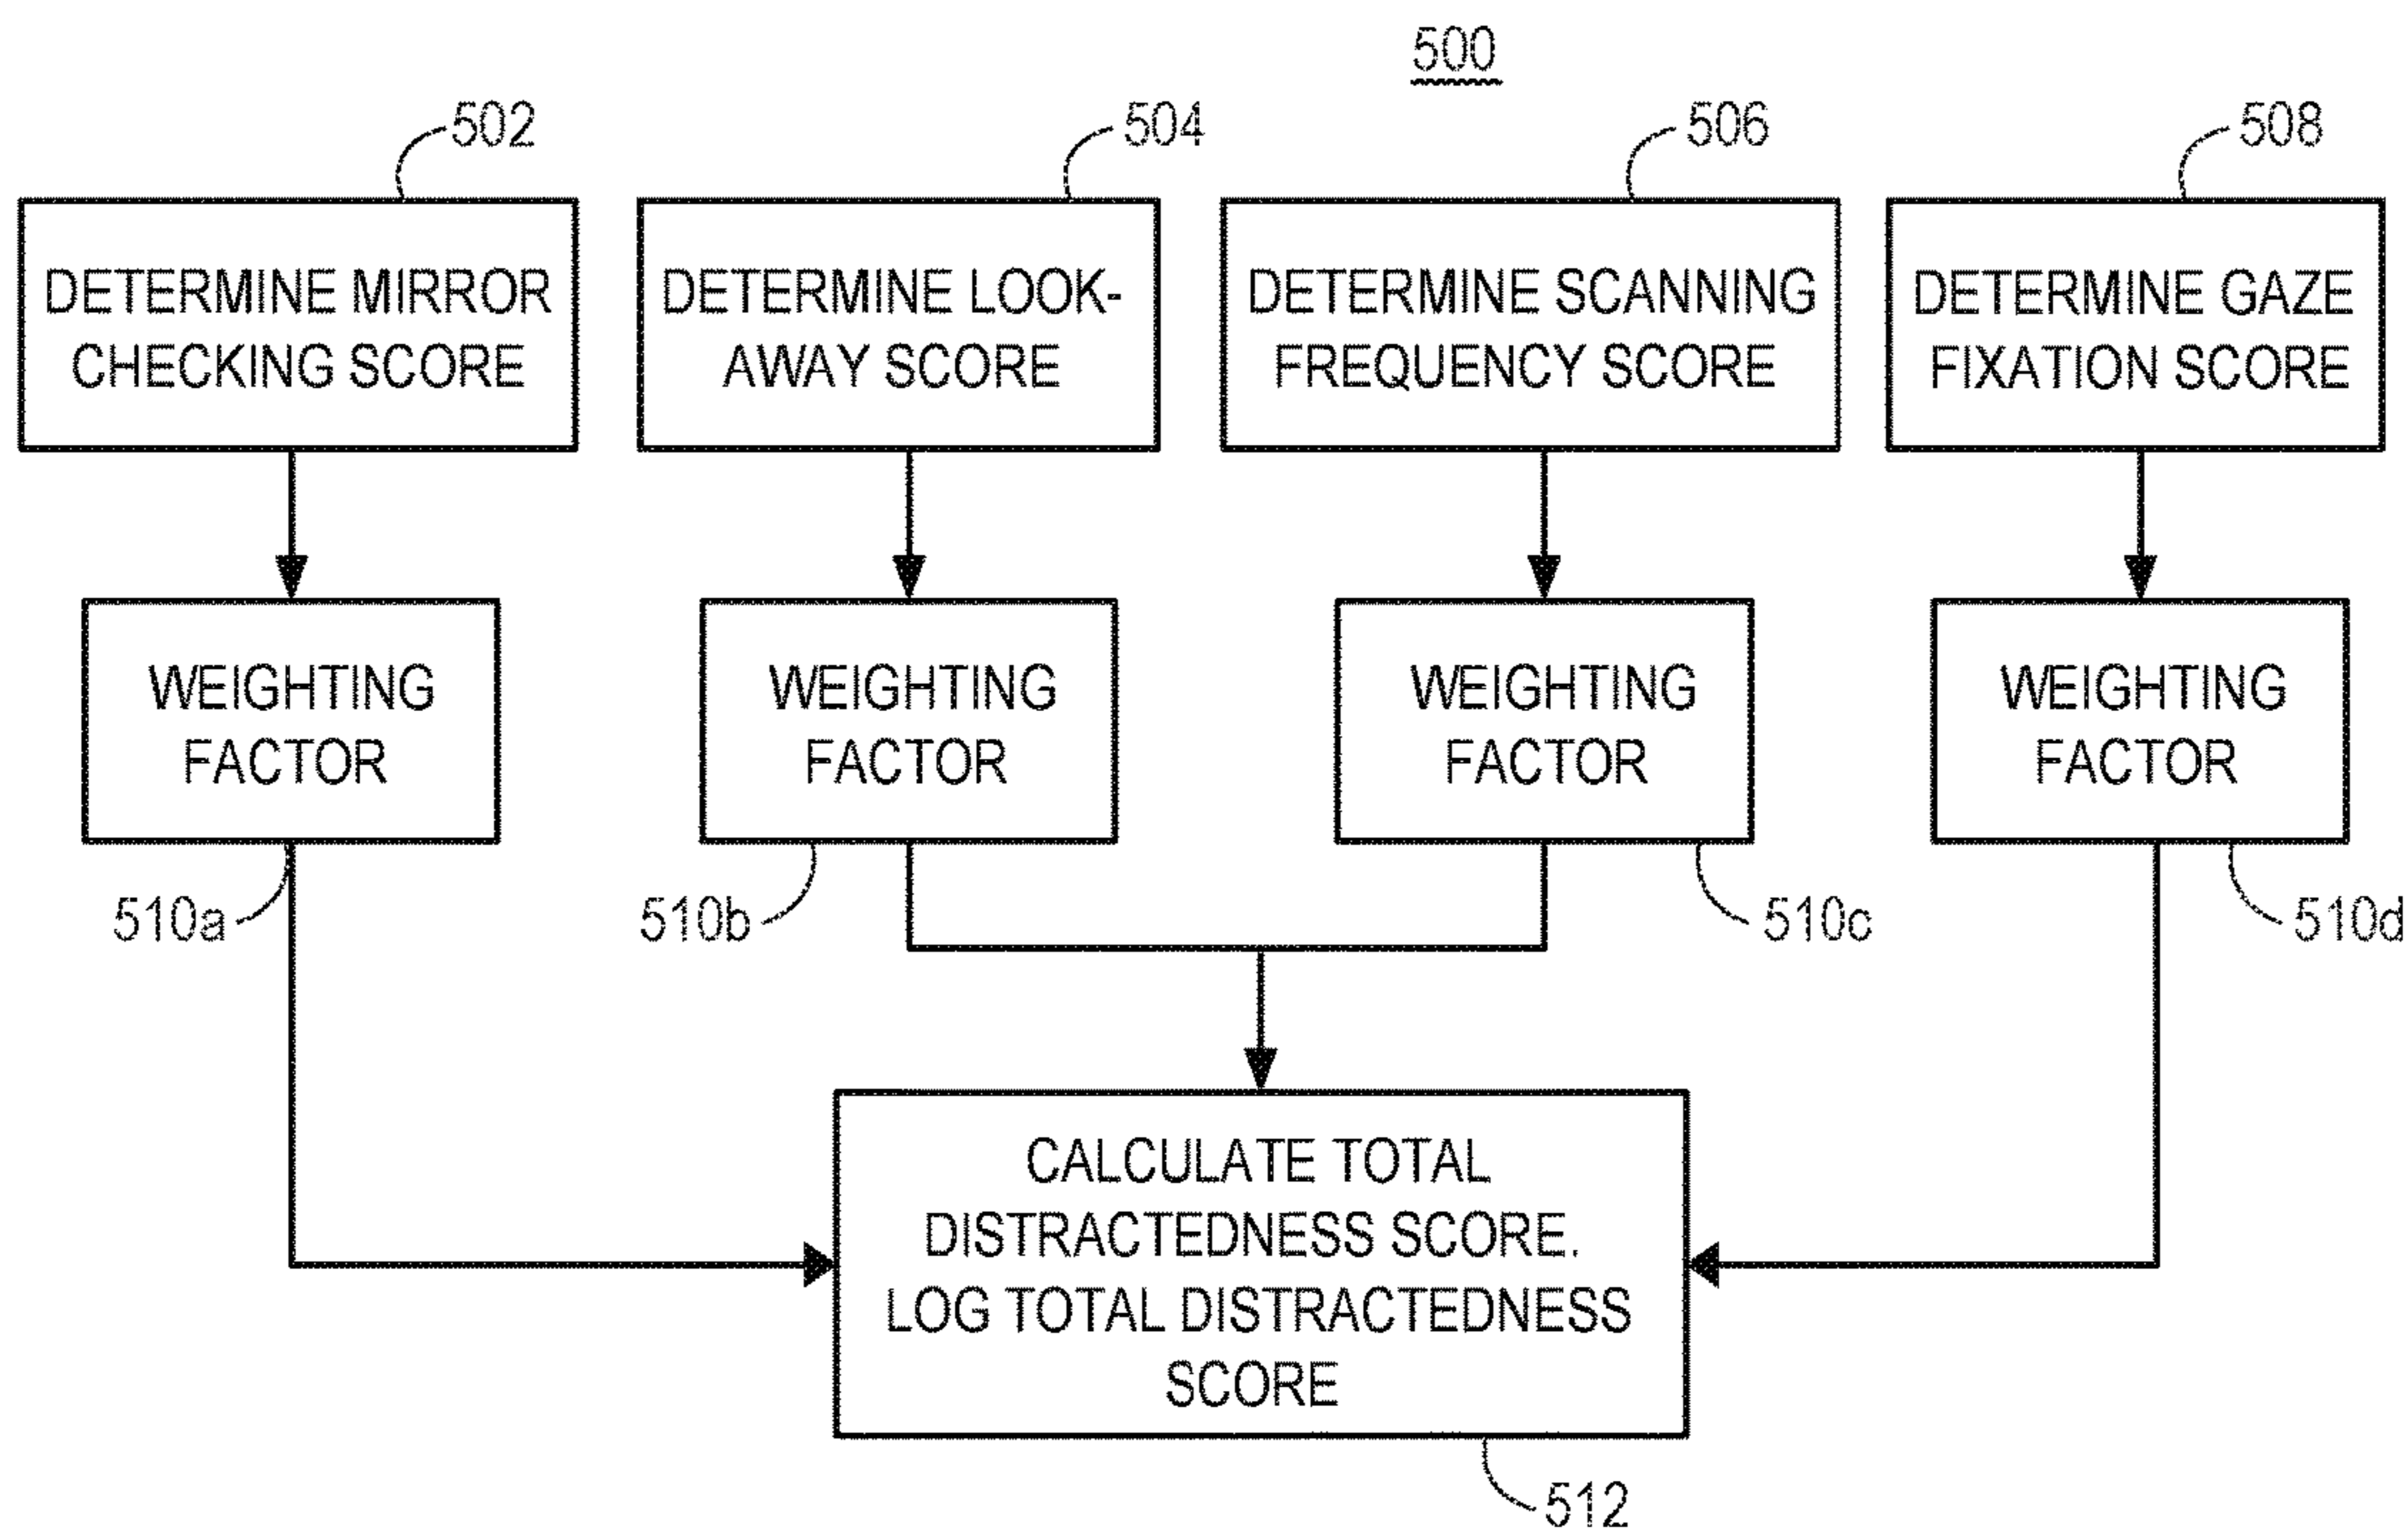 500
502
504
506
508
DETERMINE MIRROR
CHECKING SCORE
DETERMINE LOOK-
AWAY SCORE
DETERMINE SCANNING
FREQUENCY SCORE
DETERMINE GAZE
FIXATION SCORE
WEIGHTING
FACTOR
WEIGHTING
FACTOR
WEIGHTING
FACTOR
WEIGHTING
FACTOR
510a
510b
510c
510d
CALCULATE TOTAL
DISTRACTEDNESS SCORE.
LOG TOTAL DISTRACTEDNESS
SCORE
512